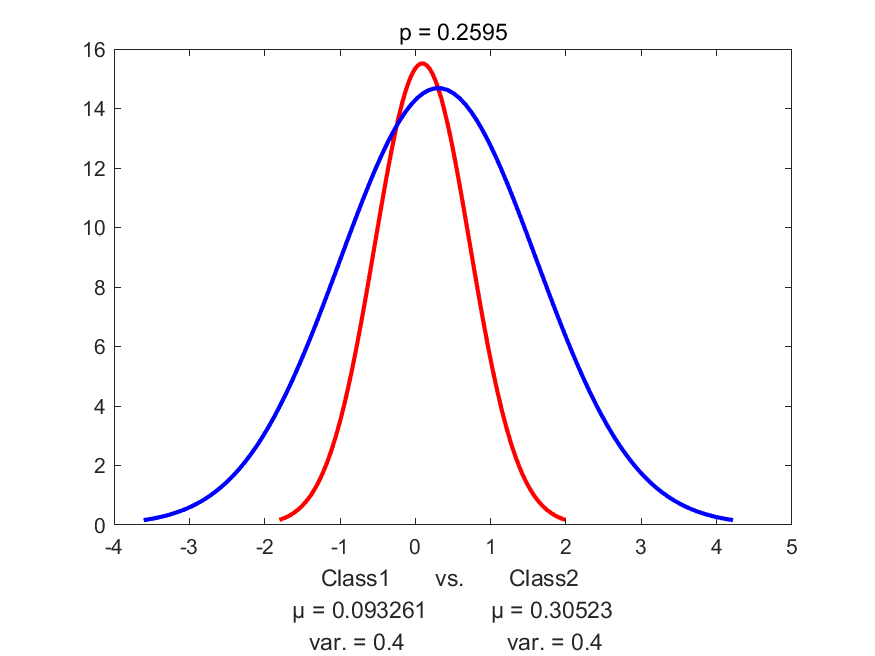 p = 0.2595
16
14
12
10
8
6
4
2
0
-4 -3 -2 -1 0 1 2 3 4 5
Class1 vs. Class2
μ = 0.093261 μ = 0.30523
var. = 0.4 var. = 0.4